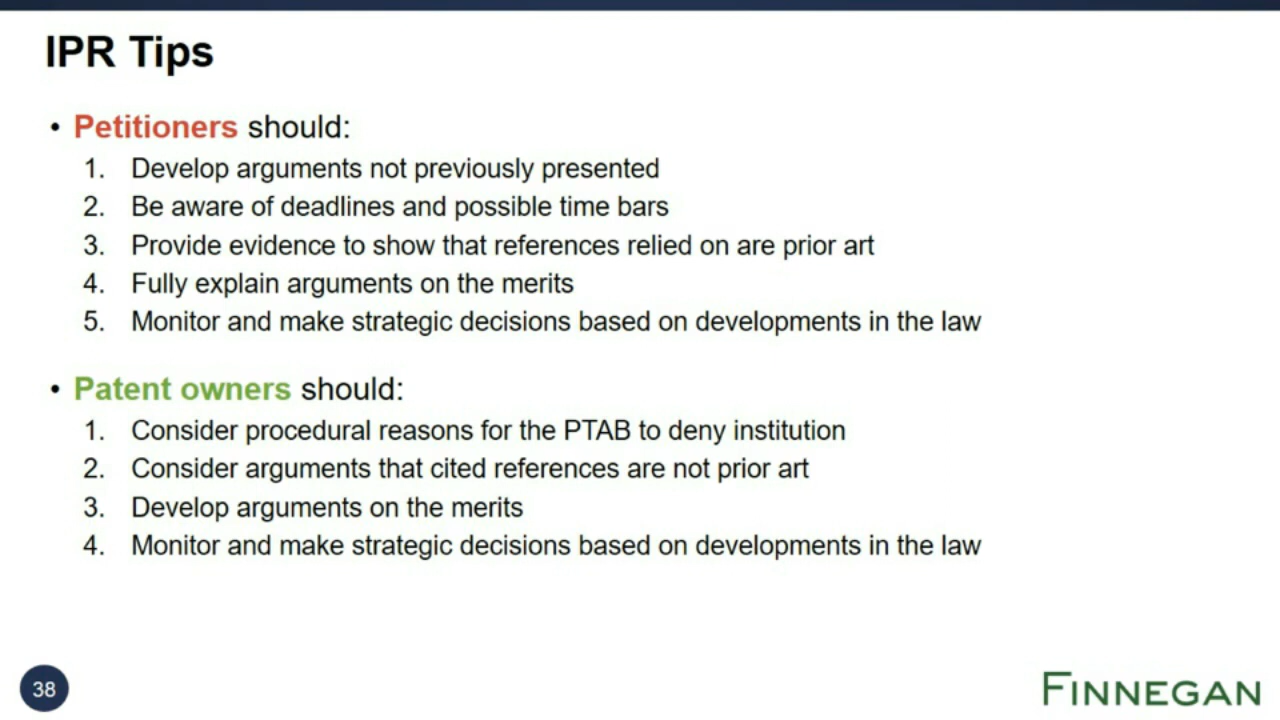 IPR Tips
• Petitioners should:
1. Develop arguments not previously presented
2. Be aware of deadlines and possible time bars
3. Provide evidence to show that references relied on are prior art
4. Fully explain arguments on the merits
5. Monitor and make strategic decisions based on developments in the law
• Patent owners should:
1. Consider procedural reasons for the PTAB to deny institution
2. Consider arguments that cited references are not prior art
3. Develop arguments on the merits
4. Monitor and make strategic decisions based on developments in the law
38
FINNEGAN